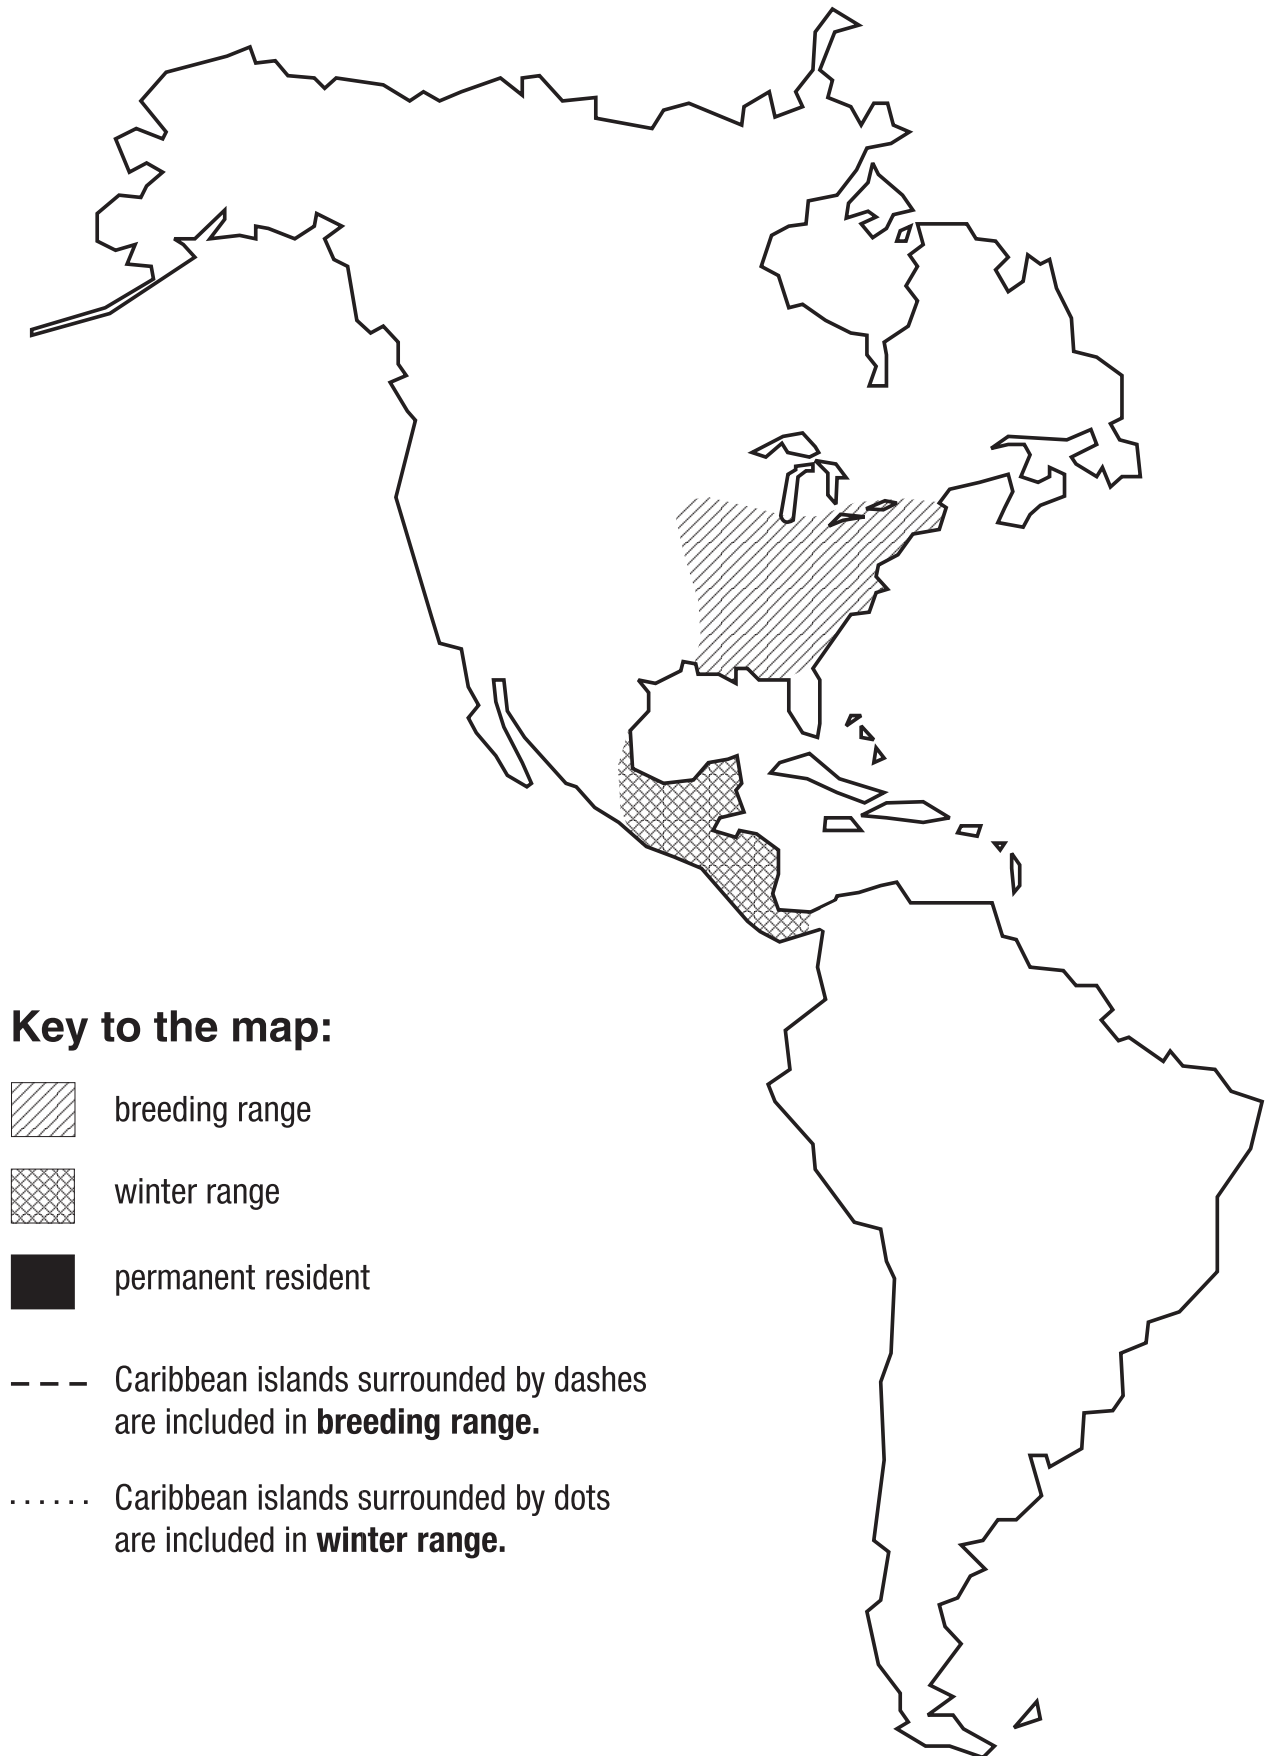 Key to the map:
breeding range
winter range
permanent resident
Caribbean islands surrounded by dashes
are included in breeding range.
Caribbean islands surrounded by dots
are included in winter range.